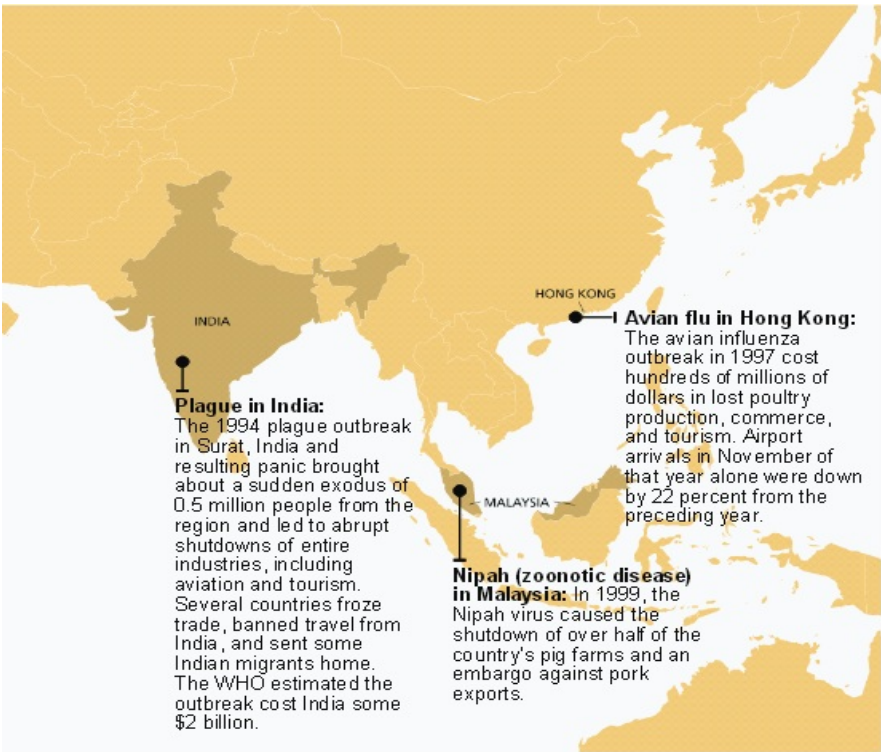 INDIA
HONG KONG
MALAYSIA
Plague in India:
The 1994 plague outbreak
in Surat, India and
resulting panic brought
about a sudden exodus of
0.5 million people from the
region and led to abrupt
shutdowns of entire
industries, including
aviation and tourism.
Several countries froze
trade, banned travel from
India, and sent some
Indian migrants home.
The WHO estimated the
outbreak cost India some
$2 billion.
Avian flu in Hong Kong:
The avian influenza
outbreak in 1997 cost
hundreds of millions of
dollars in lost poultry
production, commerce,
and tourism. Airport
arrivals in November of
that year alone were down
by 22 percent from the
preceding year.
Nipah (zoonotic disease)
in Malaysia: In 1999, the
Nipah virus caused the
shutdown of over half of the
country's pig farms and an
embargo against pork
exports.